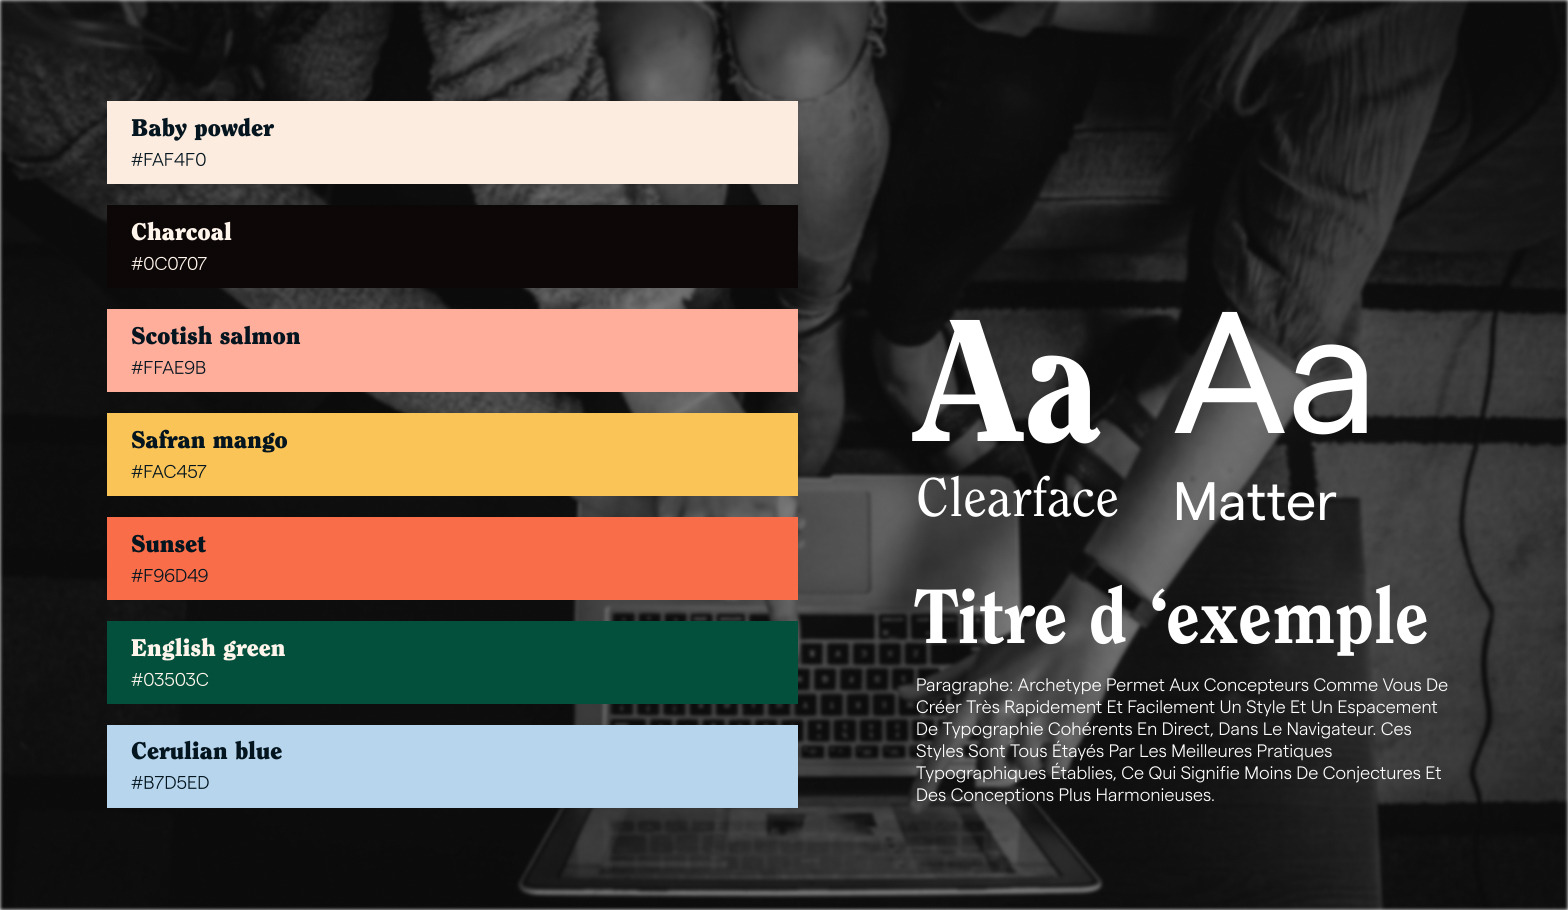 Baby powder
#FAF4F0
Charcoal
#0C0707
Scotish salmon
#FFAE9B
Safran mango
#FAC457
Sunset
#F96D49
English green
#03503C
Cerulian blue
#B7D5ED
Aa Aa
Clearface Matter
Titre d ‘exemple
Paragraphe: Archetype Permet Aux Concepteurs Comme Vous De
Créer Très Rapidement Et Facilement Un Style Et Un Espacement
De Typographie Cohérents En Direct, Dans Le Navigateur. Ces
Styles Sont Tous Étayés Par Les Meilleures Pratiques
Typographiques Établies, Ce Qui Signifie Moins De Conjectures Et
Des Conceptions Plus Harmonieuses.